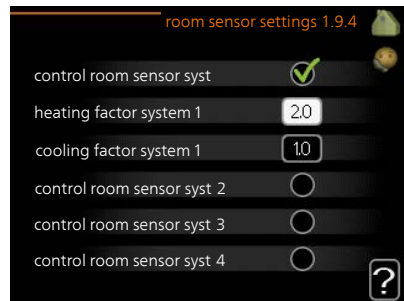 room sensor settings 1.9.4
control room sensor syst
heating factor system 1 2.0
cooling factor system 1 1.0
control room sensor syst 2
control room sensor syst 3
control room sensor syst 4
?